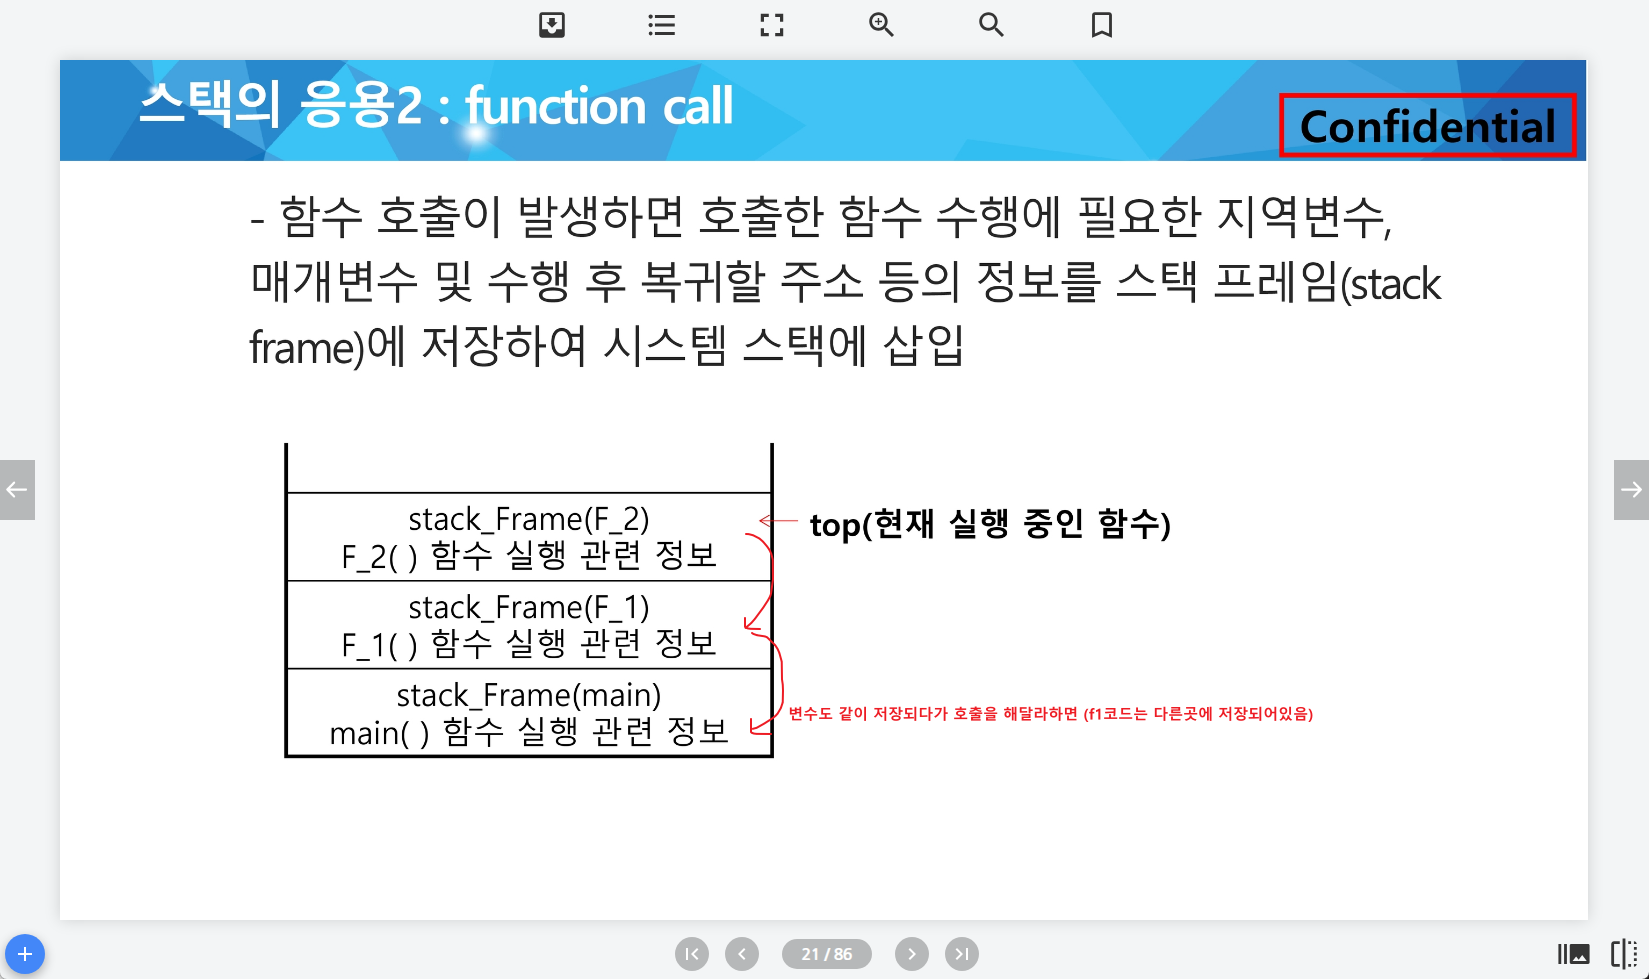 스택의 응용2 : function call
Confidential
- 함수 호출이 발생하면 호출한 함수 수행에 필요한 지역변수,
매개변수 및 수행 후 복귀할 주소 등의 정보를 스택 프레임(stack
frame)에 저장하여 시스템 스택에 삽입
stack_Frame(F_2)
F_2( ) 함수 실행 관련 정보
top(현재 실행 중인 함수)
stack_Frame(F_1)
F_1( ) 함수 실행 관련 정보
stack_Frame(main)
main( ) 함수 실행 관련 정보
변수도 같이 저장되다가 호출을 해달라하면 (f1코드는 다른곳에 저장되어있음)
21 / 86